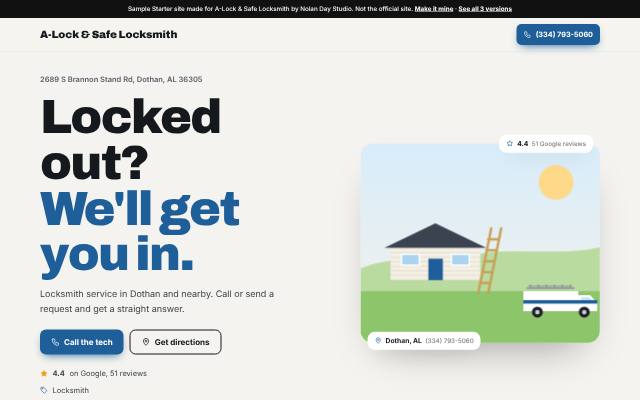 Sample Starter site made for A-Lock & Safe Locksmith by Nolan Day Studio. Not the official site. Make it mine · See all 3 versions
A-Lock & Safe Locksmith
(334) 793-5060
2689 S Brannon Stand Rd, Dothan, AL 36305
Locked
out?
We'll get
you in.
Locksmith service in Dothan and nearby. Call or send a
request and get a straight answer.
Call the tech
Get directions
4.4 on Google, 51 reviews
Locksmith
4.4 51 Google reviews
Dothan, AL (334) 793-5060